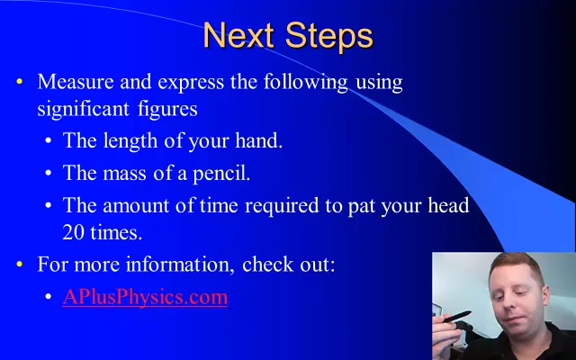 Next Steps
• Measure and express the following using
significant figures
• The length of your hand.
• The mass of a pencil.
• The amount of time required to pat your head
20 times.
• For more information, check out:
• APlusPhysics.com